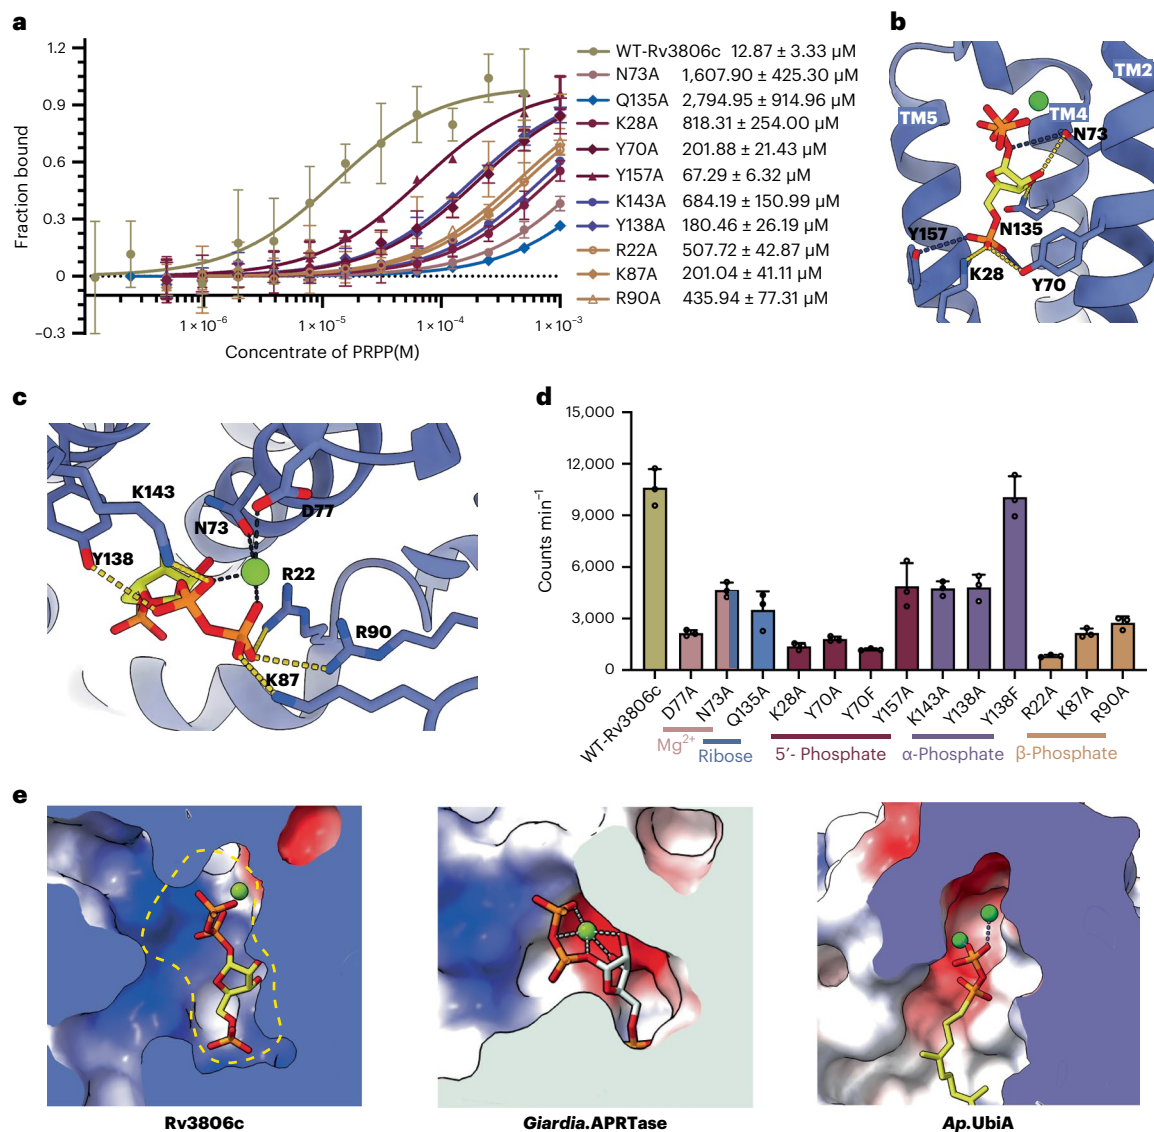 a
1.2
0.9
0.6
0.3
0
−0.3
Fraction bound
1 × 10−6
1 × 10−5
1 × 10−4
1 × 10−3
Concentrate of PRPP(M)
WT-Rv3806c 12.87 ± 3.33 µM
N73A 1,607.90 ± 425.30 µM
Q135A 2,794.95 ± 914.96 µM
K28A 818.31 ± 254.00 µM
Y70A 201.88 ± 21.43 µM
Y157A 67.29 ± 6.32 µM
K143A 684.19 ± 150.99 µM
Y138A 180.46 ± 26.19 µM
R22A 507.72 ± 42.87 µM
K87A 201.04 ± 41.11 µM
R90A 435.94 ± 77.31 µM
b
TM2
TM5
TM4
N73
N135
Y157
K28
Y70
c
K143
D77
N73
Y138
R22
R90
K87
d
15,000
12,000
9,000
6,000
3,000
0
Counts min−1
WT-Rv3806c
D77A
N73A
Q135A
K28A
Y70A
Y70F
Y157A
K143A
Y138A
Y138F
R22A
K87A
R90A
Mg2+
Ribose
5′- Phosphate
α-Phosphate
β-Phosphate
e
Rv3806c
Giardia.APRTase
Ap.UbiA